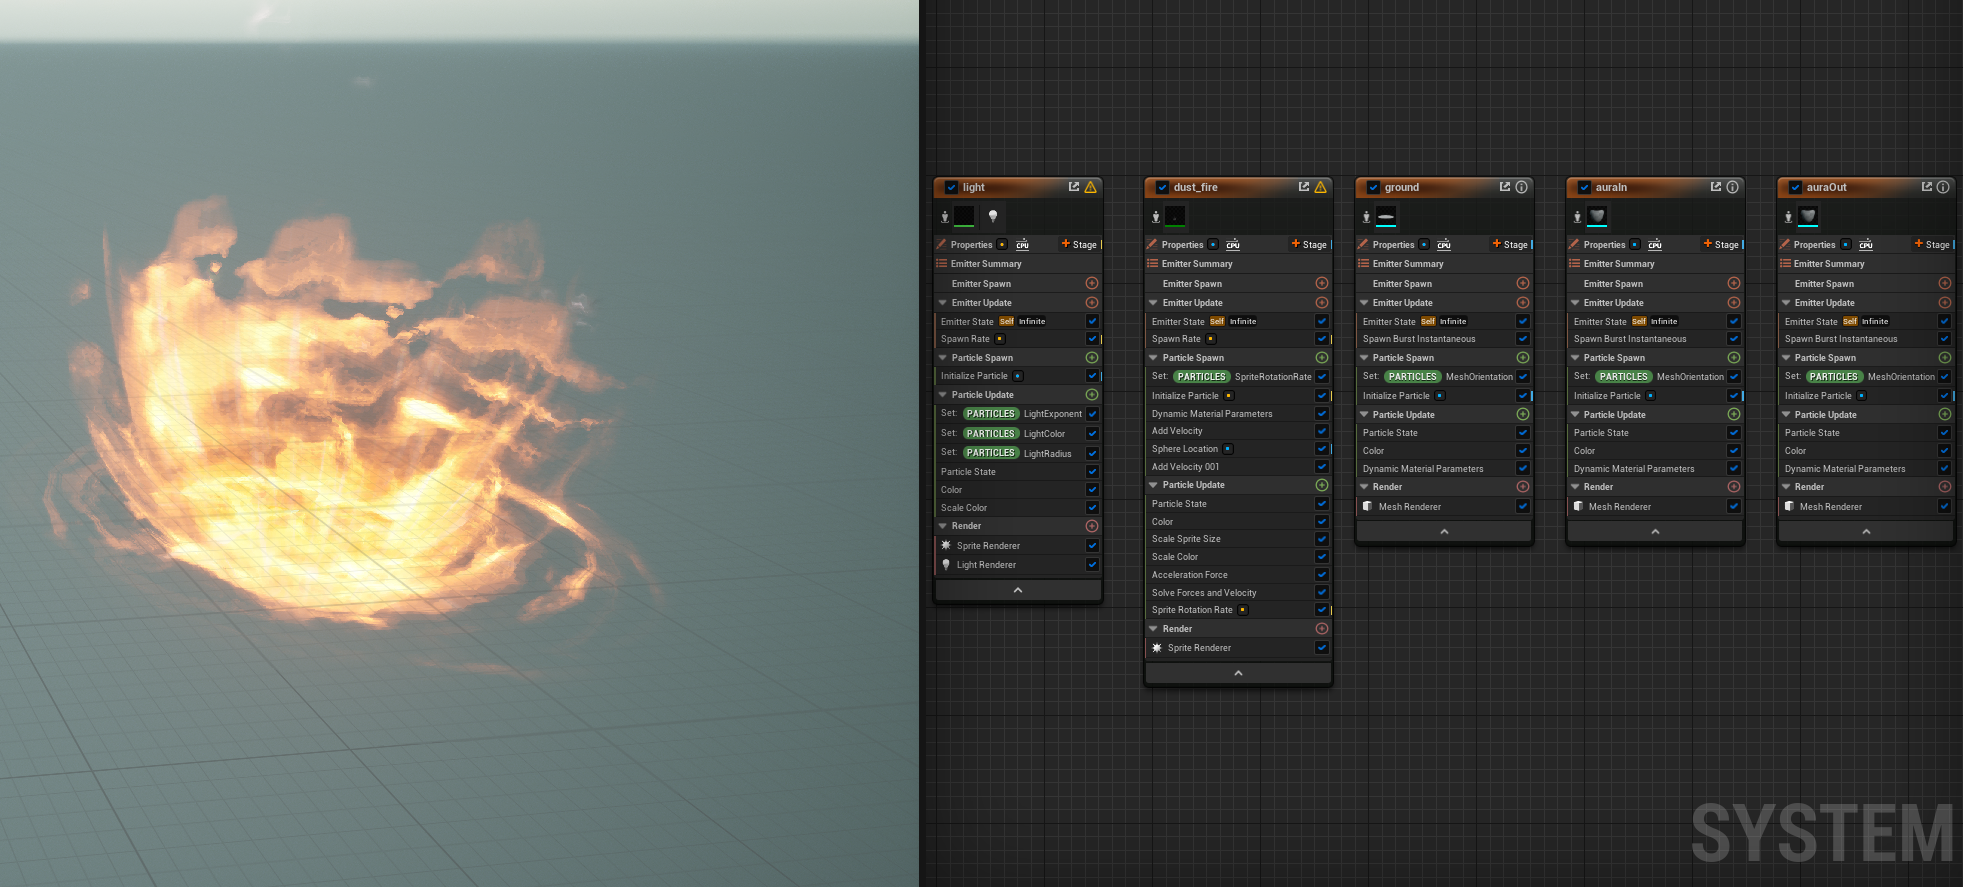 light
Properties CPU Stage
Emitter Summary
Emitter Spawn
Emitter Update
Emitter State Self Infinite
Spawn Rate
Particle Spawn
Initialize Particle
Particle Update
Set: PARTICLES LightExponent
Set: PARTICLES LightColor
Set: PARTICLES LightRadius
Particle State
Color
Scale Color
Render
Sprite Renderer
Light Renderer
dust_fire
Properties CPU Stage
Emitter Summary
Emitter Spawn
Emitter Update
Emitter State Self Infinite
Spawn Rate
Particle Spawn
Set: PARTICLES SpriteRotationRate
Initialize Particle
Dynamic Material Parameters
Add Velocity
Sphere Location
Add Velocity 001
Particle Update
Particle State
Color
Scale Sprite Size
Scale Color
Acceleration Force
Solve Forces and Velocity
Sprite Rotation Rate
Render
Sprite Renderer
ground
Properties CPU Stage
Emitter Summary
Emitter Spawn
Emitter Update
Emitter State Self Infinite
Spawn Burst Instantaneous
Particle Spawn
Set: PARTICLES MeshOrientation
Initialize Particle
Particle Update
Particle State
Color
Dynamic Material Parameters
Render
Mesh Renderer
auraIn
Properties CPU Stage
Emitter Summary
Emitter Spawn
Emitter Update
Emitter State Self Infinite
Spawn Burst Instantaneous
Particle Spawn
Set: PARTICLES MeshOrientation
Initialize Particle
Particle Update
Particle State
Color
Dynamic Material Parameters
Render
Mesh Renderer
auraOut
Properties CPU Stage
Emitter Summary
Emitter Spawn
Emitter Update
Emitter State Self Infinite
Spawn Burst Instantaneous
Particle Spawn
Set: PARTICLES MeshOrientation
Initialize Particle
Particle Update
Particle State
Color
Dynamic Material Parameters
Render
Mesh Renderer
SYSTEM